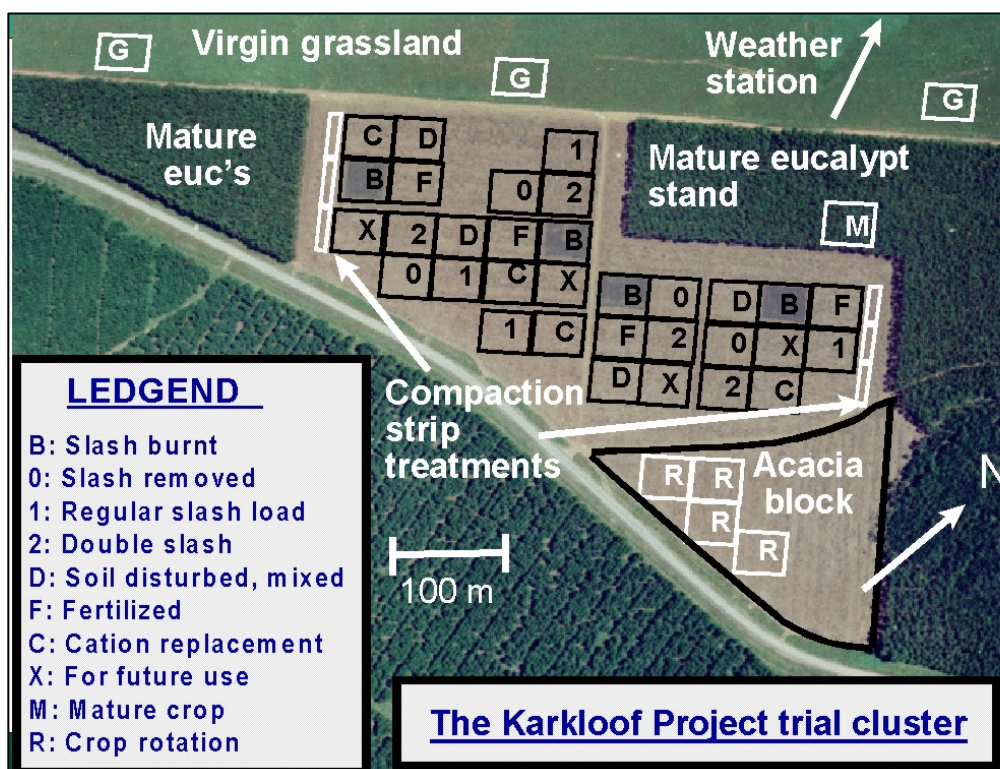 G
Virgin grassland
G
Weather
station
G
Mature
euc's
C D
1
B F
0 2
Mature eucalypt
stand
M
X 2 D F B
0 1 C X
1 C
B 0 D B F
F 2 0 X 1
D X 2 C
Compaction
strip
treatments
R R
R
R
Acacia
block
N
100 m
LEDGEND
B: Slash burnt
0: Slash removed
1: Regular slash load
2: Double slash
D: Soil disturbed, mixed
F: Fertilized
C: Cation replacement
X: For future use
M: Mature crop
R: Crop rotation
The Karkloof Project trial cluster